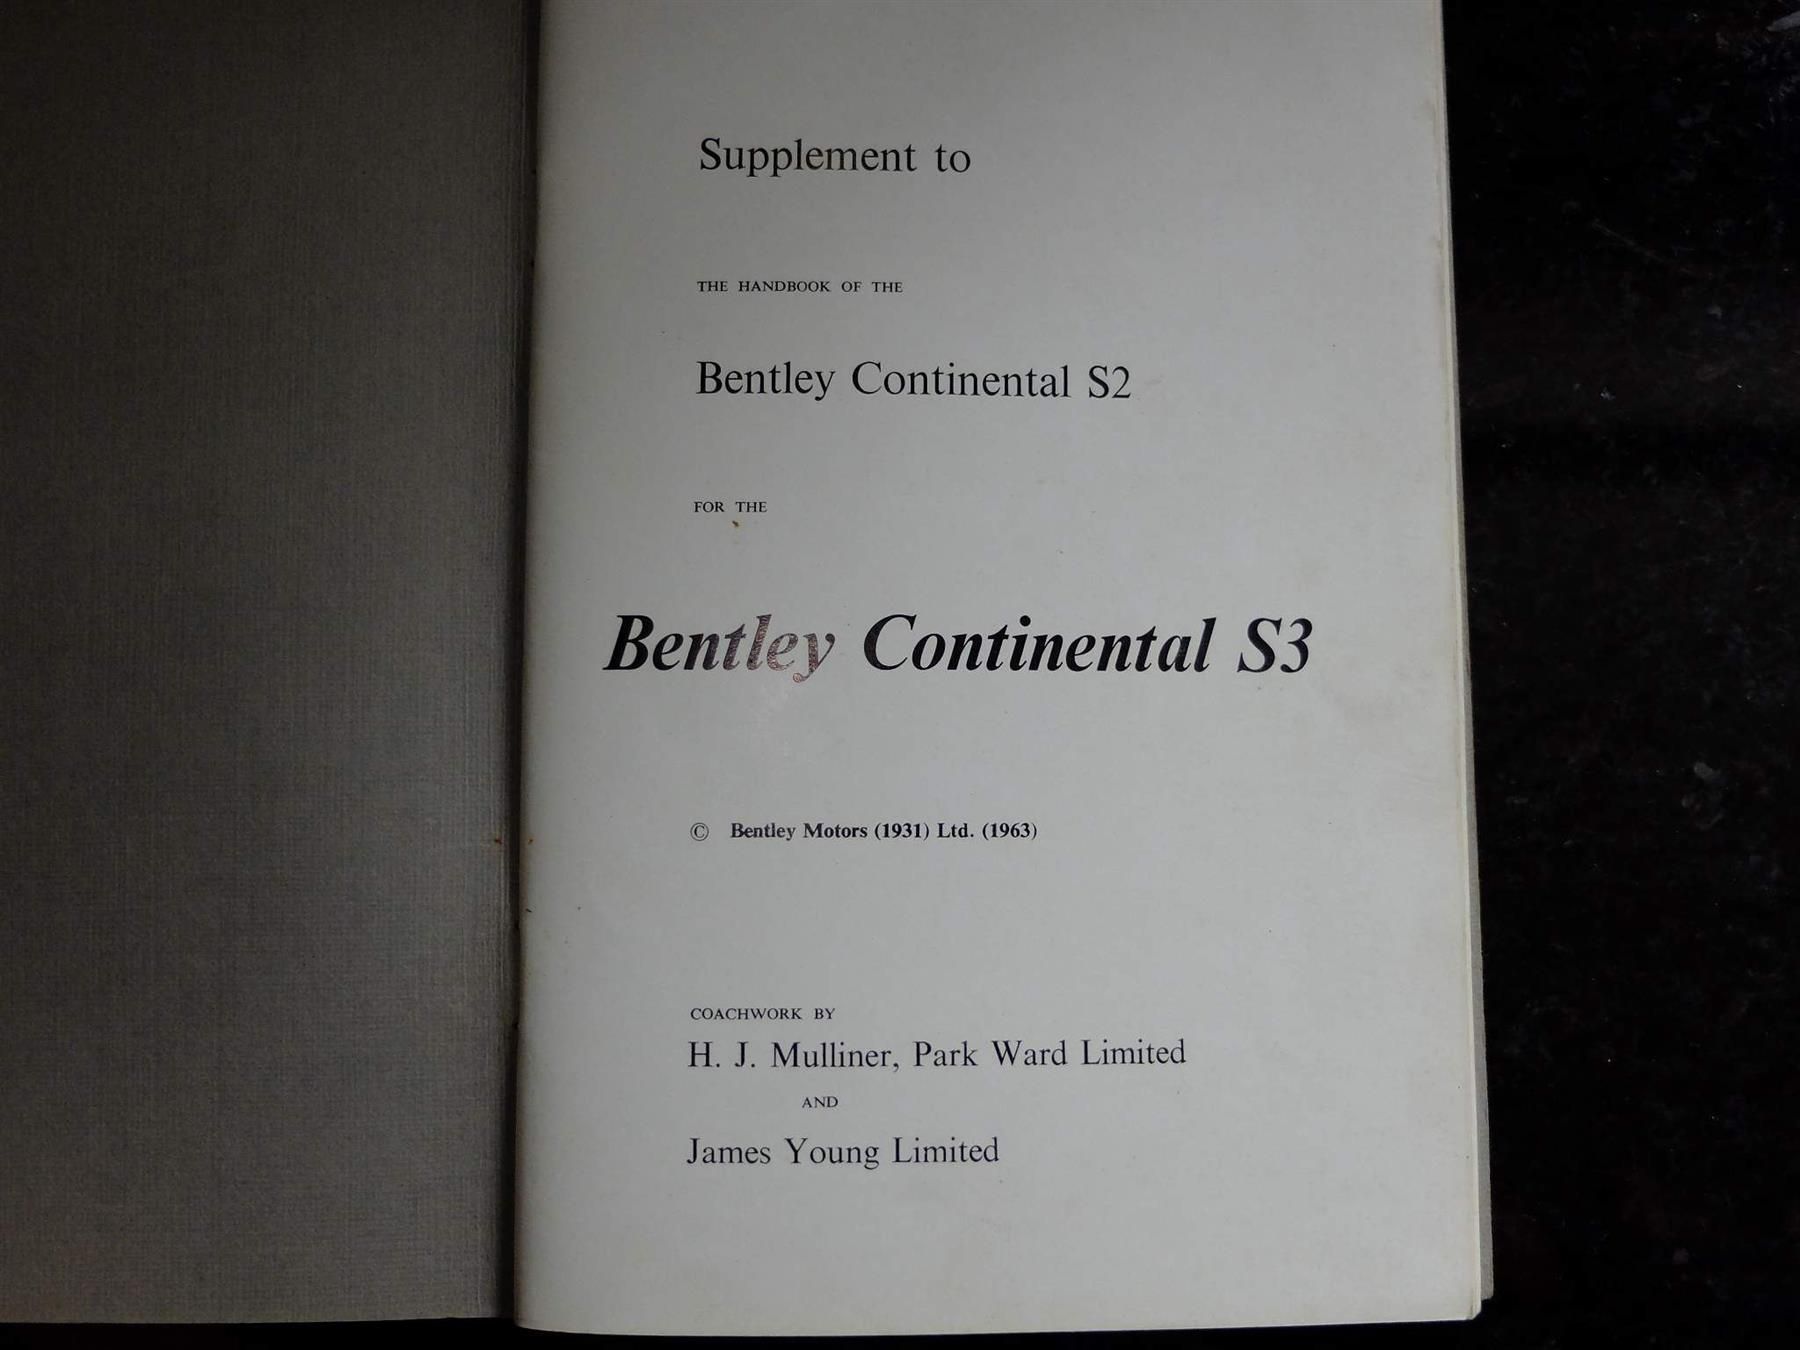 Supplement to
THE HANDBOOK OF THE
Bentley Continental S2
FOR THE
Bentley Continental S3
© Bentley Motors (1931) Ltd. (1963)
COACHWORK BY
H. J. Mulliner, Park Ward Limited
AND
James Young Limited